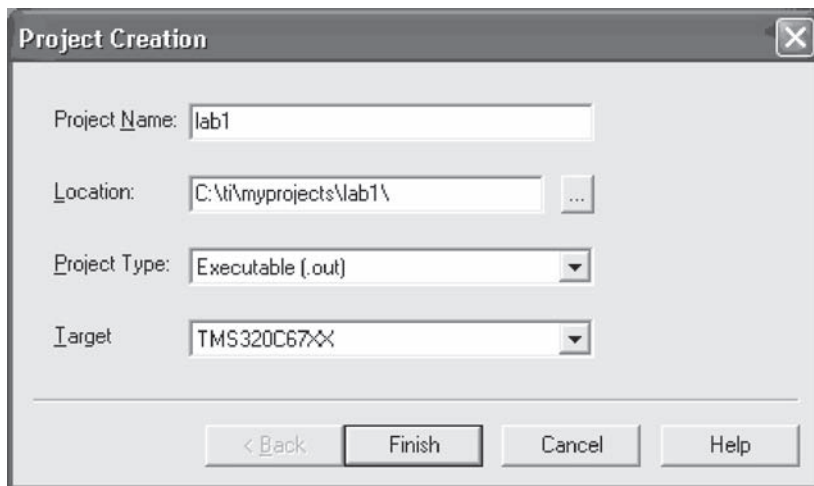 Project Creation
Project Name: lab1
Location: C:\ti\myprojects\lab1\ ...
Project Type: Executable (.out)
Target TMS320C67XX
< Back Finish Cancel Help